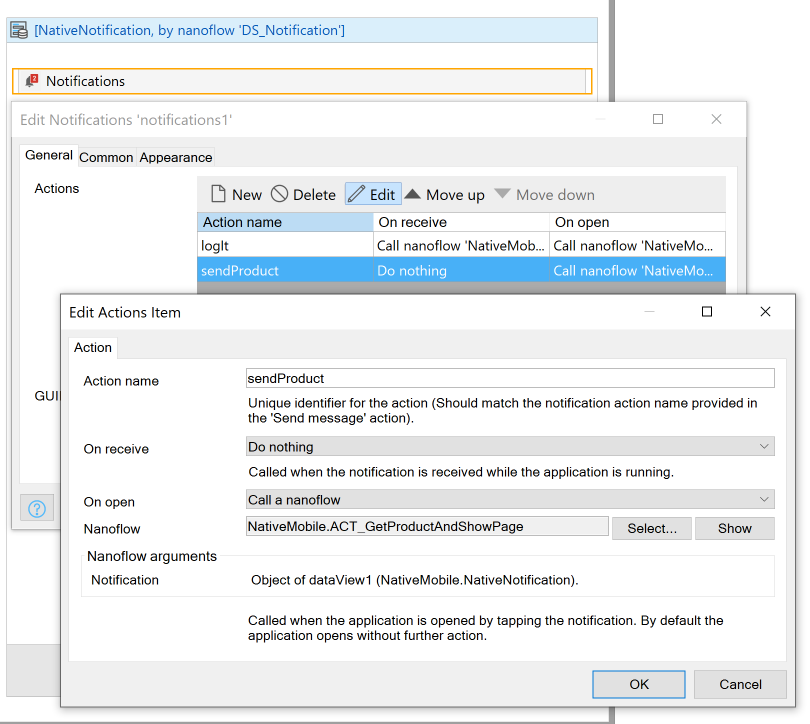 [NativeNotification, by nanoflow 'DS_Notification']
2
Notifications
Edit Notifications 'notifications1'
General Common Appearance
Actions
New Delete Edit Move up Move down
Action name On receive On open
logIt Call nanoflow 'NativeMob... Call nanoflow 'NativeMo...
sendProduct Do nothing Call nanoflow 'NativeMo...
Edit Actions Item
Action
Action name sendProduct
Unique identifier for the action (Should match the notification action name provided in
the 'Send message' action).
On receive Do nothing
Called when the notification is received while the application is running.
On open Call a nanoflow
Nanoflow NativeMobile.ACT_GetProductAndShowPage Select... Show
Nanoflow arguments
Notification Object of dataView1 (NativeMobile.NativeNotification).
Called when the application is opened by tapping the notification. By default the
application opens without further action.
OK Cancel
?